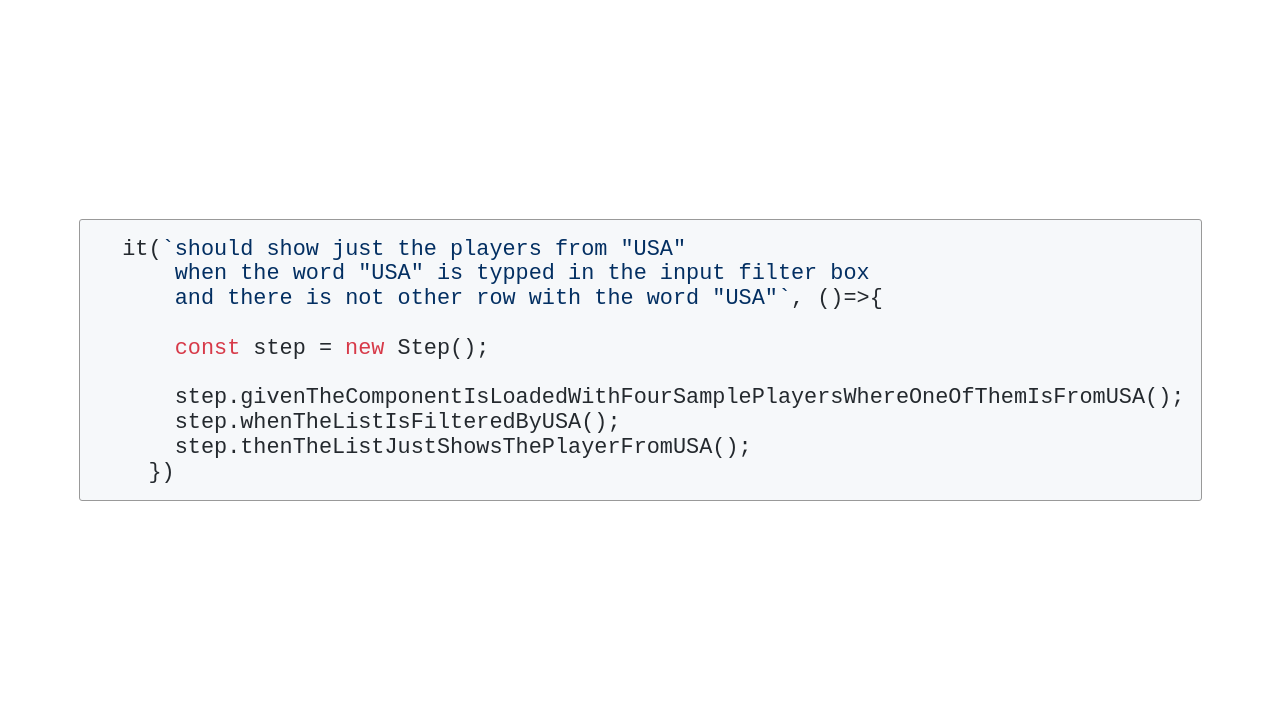 it(`should show just the players from "USA"
when the word "USA" is typped in the input filter box
and there is not other row with the word "USA"`, ()=>{
const step = new Step();
step.givenTheComponentIsLoadedWithFourSamplePlayersWhereOneOfThemIsFromUSA();
step.whenTheListIsFilteredByUSA();
step.thenTheListJustShowsThePlayerFromUSA();
})